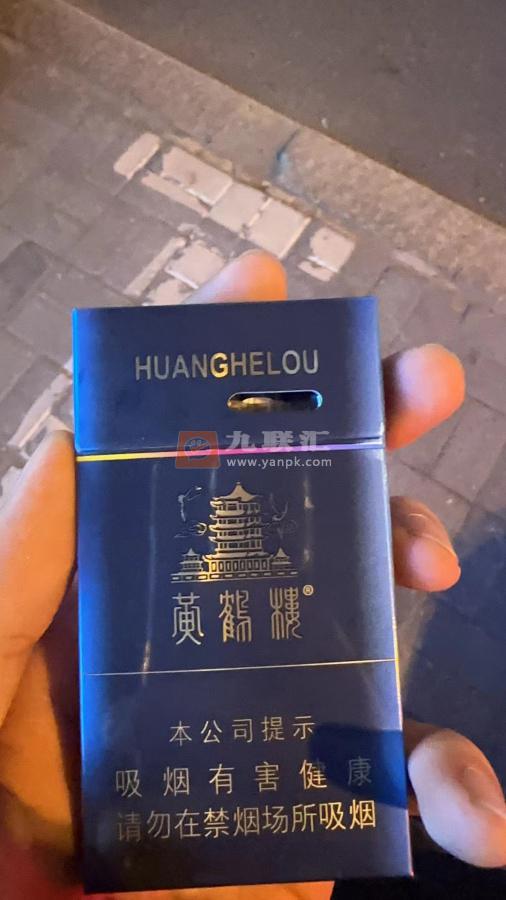 HUANGHELOU
九联汇
www.yanpk.com
黄鹤楼®
本公司提示
吸烟有害健康
请勿在禁烟场所吸烟